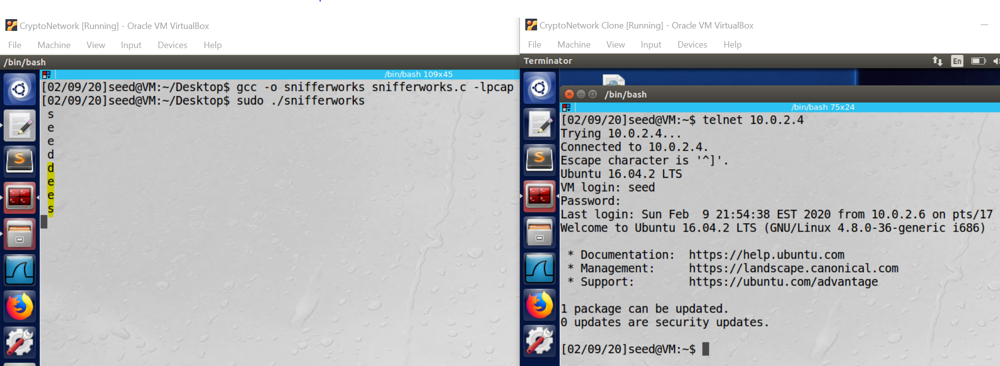 CryptoNetwork [Running] - Oracle VM VirtualBox
File Machine View Input Devices Help
/bin/bash
/bin/bash 109x45
[02/09/20]seed@VM:~/Desktop$ gcc -o snifferworks snifferworks.c -lpcap
[02/09/20]seed@VM:~/Desktop$ sudo ./snifferworks
s
e
e
d
d
e
e
s
CryptoNetwork Clone [Running] - Oracle VM VirtualBox
File Machine View Input Devices Help
Terminator
En
/bin/bash
/bin/bash 75x24
[02/09/20]seed@VM:~$ telnet 10.0.2.4
Trying 10.0.2.4...
Connected to 10.0.2.4.
Escape character is '^]'.
Ubuntu 16.04.2 LTS
VM login: seed
Password:
Last login: Sun Feb  9 21:54:38 EST 2020 from 10.0.2.6 on pts/17
Welcome to Ubuntu 16.04.2 LTS (GNU/Linux 4.8.0-36-generic i686)
* Documentation:  https://help.ubuntu.com
* Management:     https://landscape.canonical.com
* Support:        https://ubuntu.com/advantage
1 package can be updated.
0 updates are security updates.
[02/09/20]seed@VM:~$